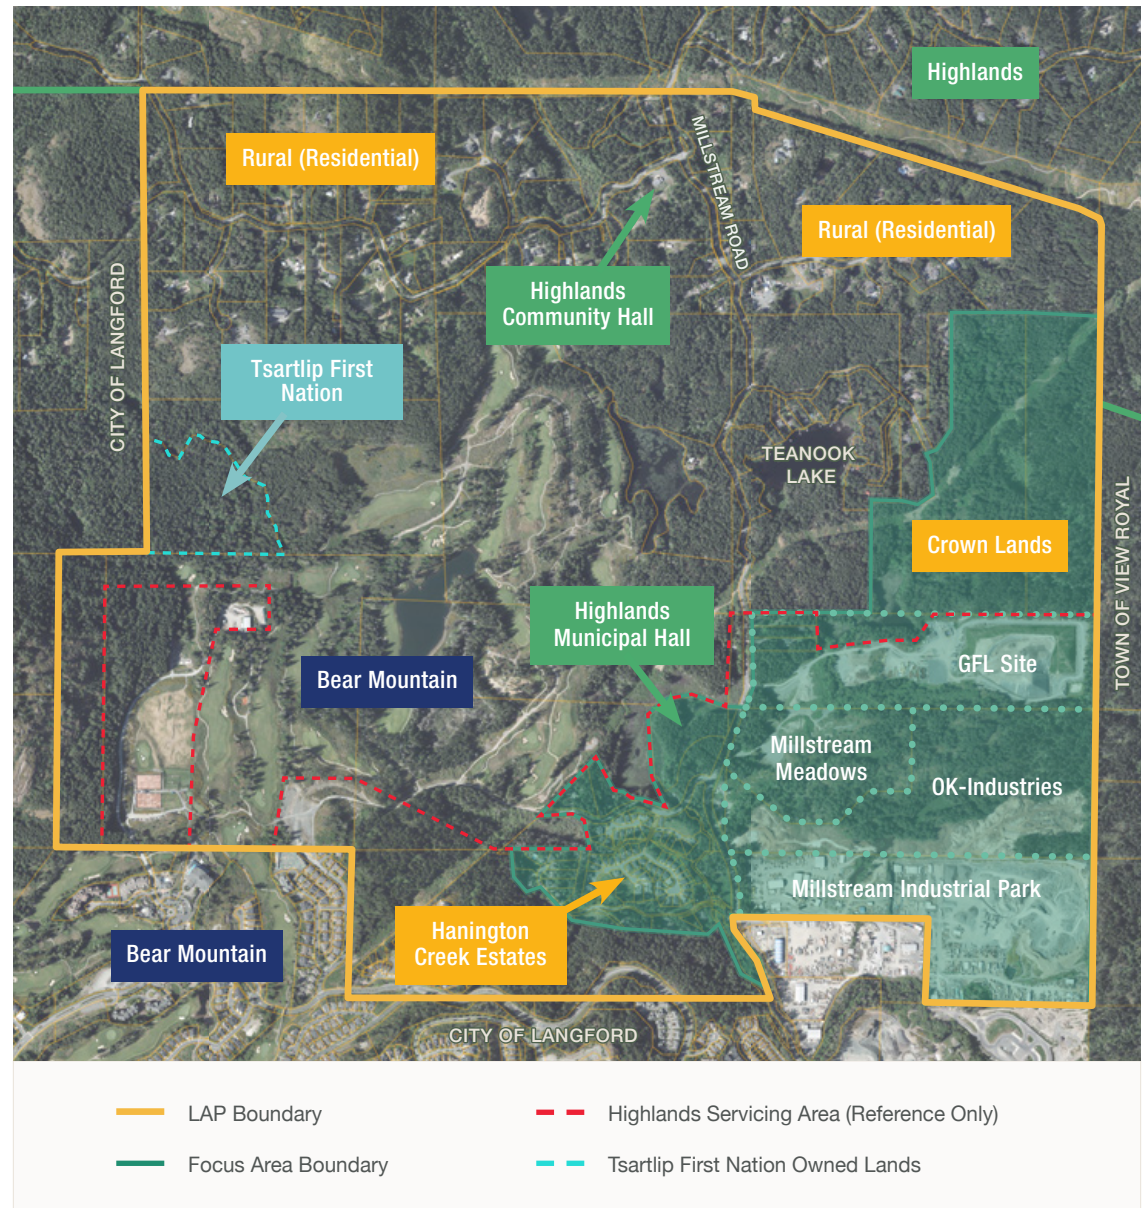 Highlands
MILLSTREAM ROAD
Rural (Residential)
Rural (Residential)
Highlands
Community Hall
CITY OF LANGFORD
Tsartlip First
Nation
TEANOOK
LAKE
TOWN OF VIEW ROYAL
Crown Lands
Highlands
Municipal Hall
GFL Site
Bear Mountain
Millstream
Meadows
OK-Industries
Millstream Industrial Park
Hanington
Creek Estates
Bear Mountain
CITY OF LANGFORD
LAP Boundary
Highlands Servicing Area (Reference Only)
Focus Area Boundary
Tsartlip First Nation Owned Lands